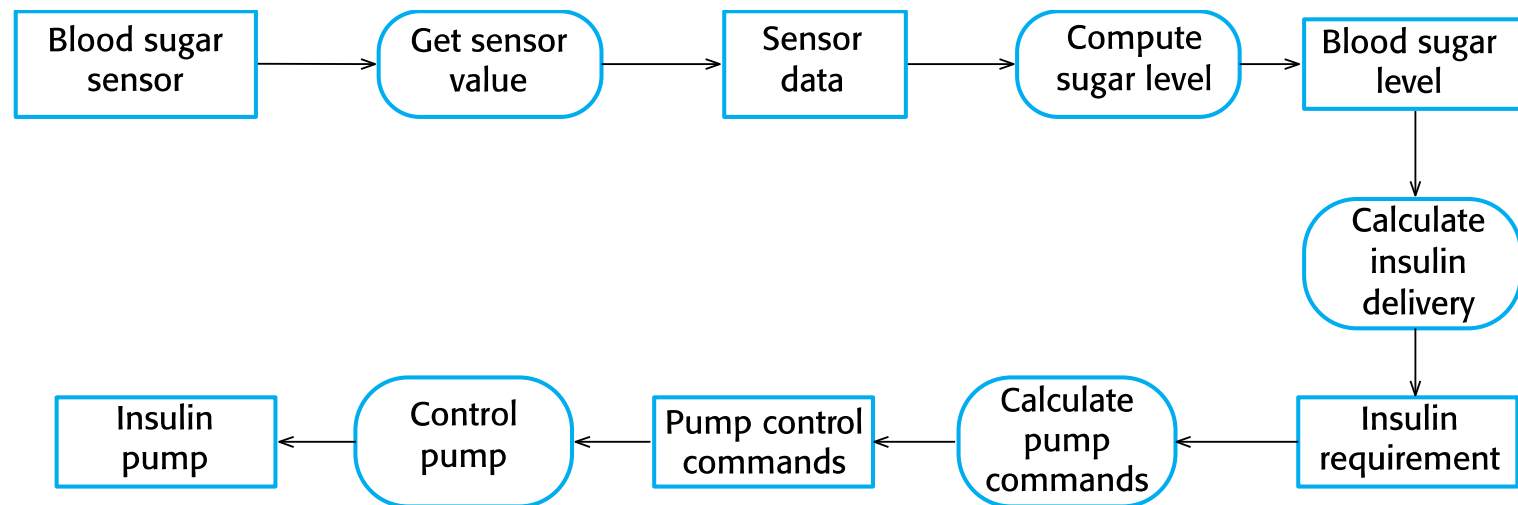 Blood sugar
sensor
Get sensor
value
Sensor
data
Compute
sugar level
Blood sugar
level
Calculate
insulin
delivery
Insulin
requirement
Calculate
pump
commands
Pump control
commands
Control
pump
Insulin
pump